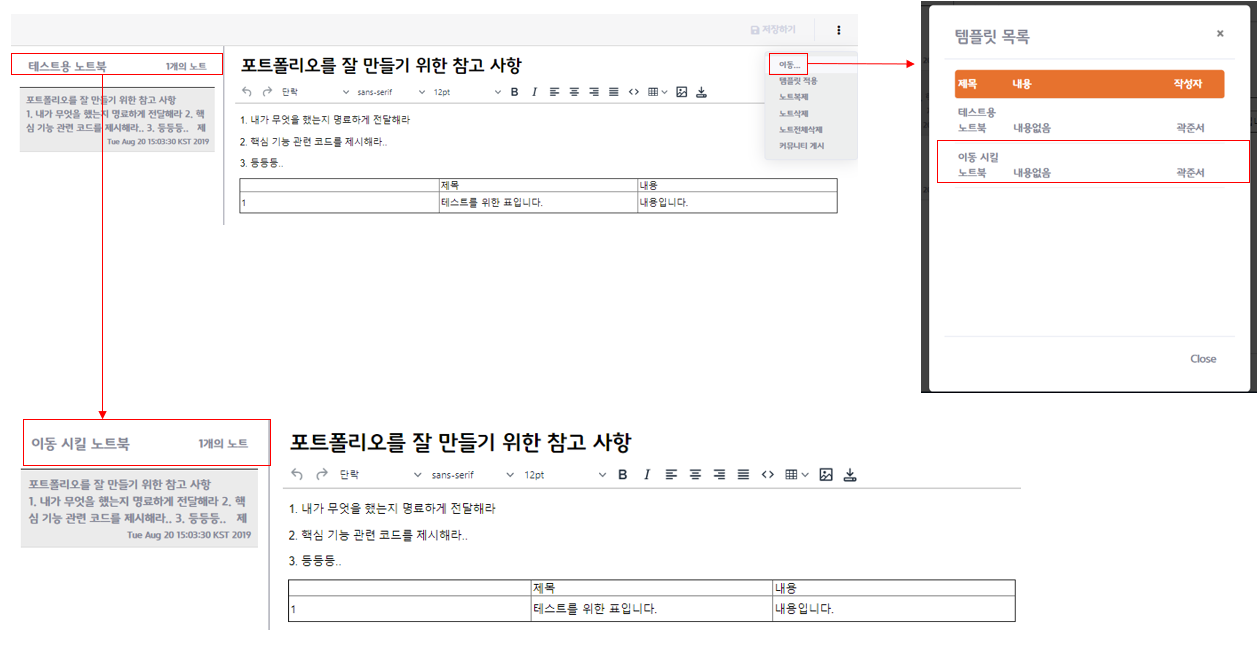 저장하기
테스트용 노트북 1개의 노트
포트폴리오를 잘 만들기 위한 참고 사항
1. 내가 무엇을 했는지 명료하게 전달해라 2. 핵
심 기능 관련 코드를 제시해라.. 3. 등등등.. 제
Tue Aug 20 15:03:30 KST 2019
포트폴리오를 잘 만들기 위한 참고 사항
단락 sans-serif 12pt B I
1. 내가 무엇을 했는지 명료하게 전달해라
2. 핵심 기능 관련 코드를 제시해라..
3. 등등등..
제목 내용
1 테스트를 위한 표입니다. 내용입니다.
이동...
템플릿 적용
노트복제
노트삭제
노트전체삭제
커뮤니티 게시
템플릿 목록 ×
제목 내용 작성자
테스트용
노트북 내용없음 곽준서
이동 시킬
노트북 내용없음 곽준서
Close
이동 시킬 노트북 1개의 노트
포트폴리오를 잘 만들기 위한 참고 사항
1. 내가 무엇을 했는지 명료하게 전달해라 2. 핵
심 기능 관련 코드를 제시해라.. 3. 등등등.. 제
Tue Aug 20 15:03:30 KST 2019
포트폴리오를 잘 만들기 위한 참고 사항
단락 sans-serif 12pt B I
1. 내가 무엇을 했는지 명료하게 전달해라
2. 핵심 기능 관련 코드를 제시해라..
3. 등등등..
제목 내용
1 테스트를 위한 표입니다. 내용입니다.